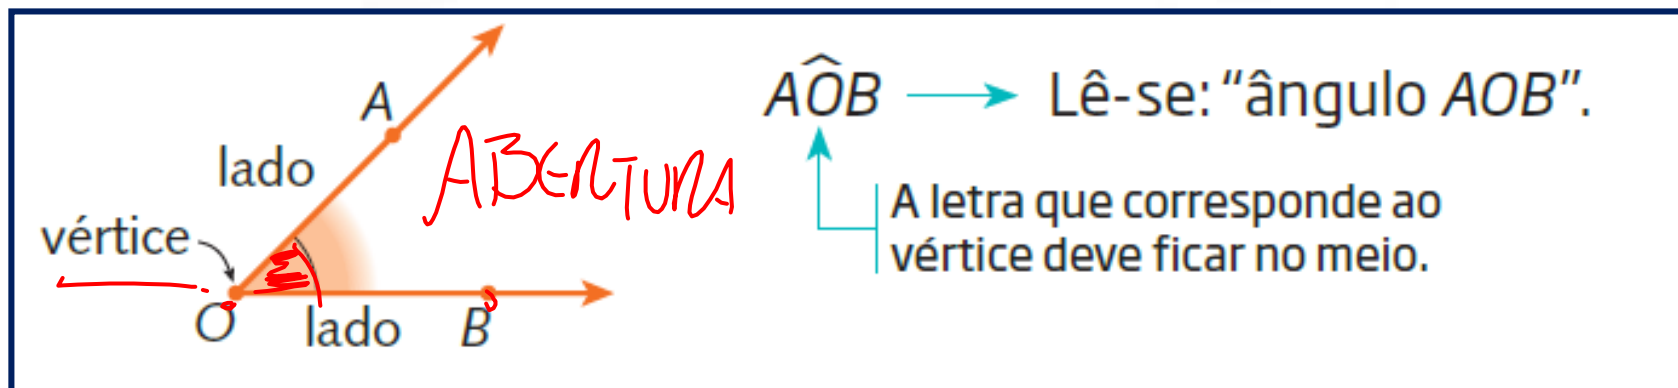 A
lado
ABERTURA
vértice
O
lado
B
AÔB → Lê-se: “ângulo AOB”.
A letra que corresponde ao
vértice deve ficar no meio.